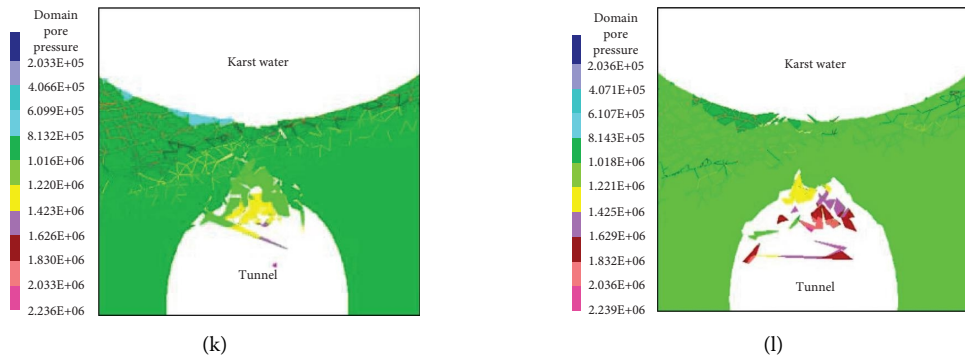 Domain
pore
pressure
2.033E+05
4.066E+05
6.099E+05
8.132E+05
1.016E+06
1.220E+06
1.423E+06
1.626E+06
1.830E+06
2.033E+06
2.236E+06
Karst water
Tunnel
(k)
Domain
pore
pressure
2.036E+05
4.071E+05
6.107E+05
8.143E+05
1.018E+06
1.221E+06
1.425E+06
1.629E+06
1.832E+06
2.036E+06
2.239E+06
Karst water
Tunnel
(l)